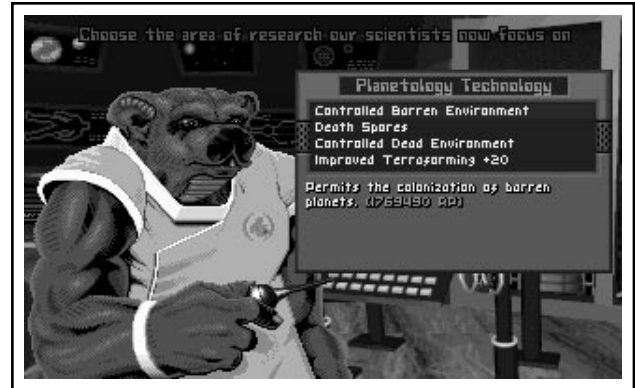 Choose the area of research our scientists now focus on
Planetology Technology
Controlled Barren Environment
Death Spores
Controlled Dead Environment
Improved Terraforming +20
Permits the colonization of barren
planets. (1769490 RP)